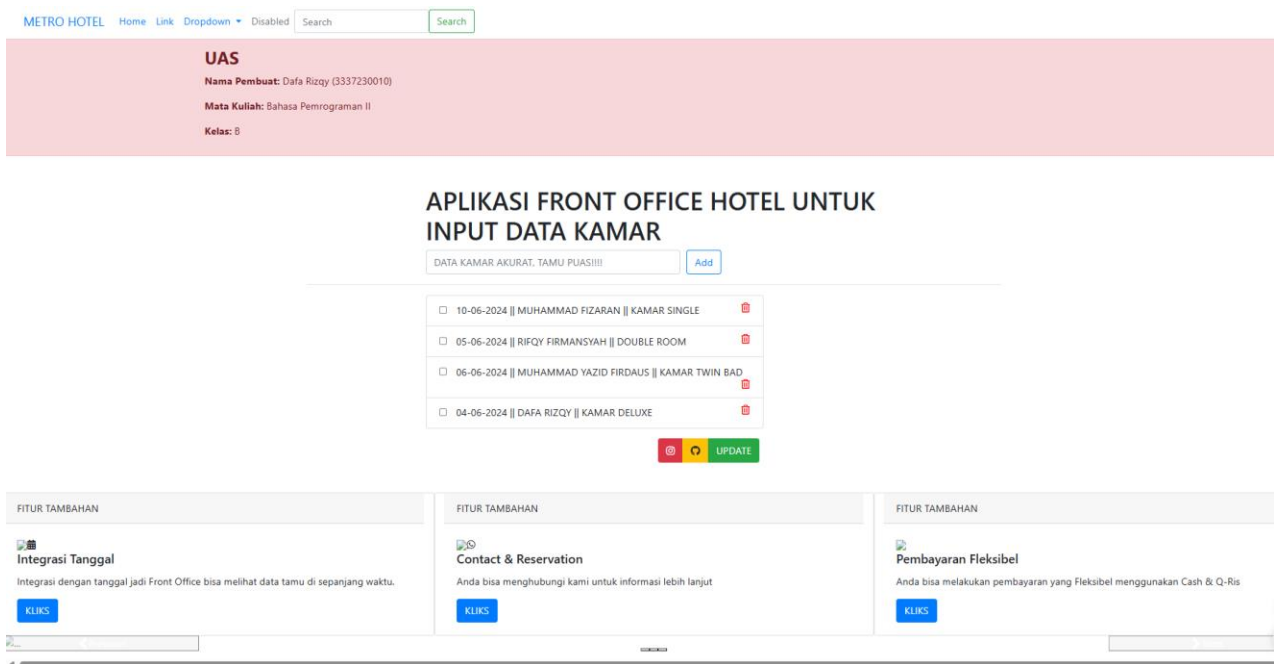 METRO HOTEL Home Link Dropdown Disabled Search Search
UAS
Nama Pembuat: Dafa Rizqy (3337230010)
Mata Kuliah: Bahasa Pemrograman II
Kelas: B
APLIKASI FRONT OFFICE HOTEL UNTUK
INPUT DATA KAMAR
DATA KAMAR AKURAT, TAMU PUAS!!!! Add
10-06-2024 || MUHAMMAD FIZARAN || KAMAR SINGLE
05-06-2024 || RIFQY FIRMANSYAH || DOUBLE ROOM
06-06-2024 || MUHAMMAD YAZID FIRDAUS || KAMAR TWIN BAD
04-06-2024 || DAFA RIZQY || KAMAR DELUXE
UPDATE
FITUR TAMBAHAN
Integrasi Tanggal
Integrasi dengan tanggal jadi Front Office bisa melihat data tamu di sepanjang waktu.
KLIKS
FITUR TAMBAHAN
Contact & Reservation
Anda bisa menghubungi kami untuk informasi lebih lanjut
KLIKS
FITUR TAMBAHAN
Pembayaran Fleksibel
Anda bisa melakukan pembayaran yang Fleksibel menggunakan Cash & Q-Ris
KLIKS